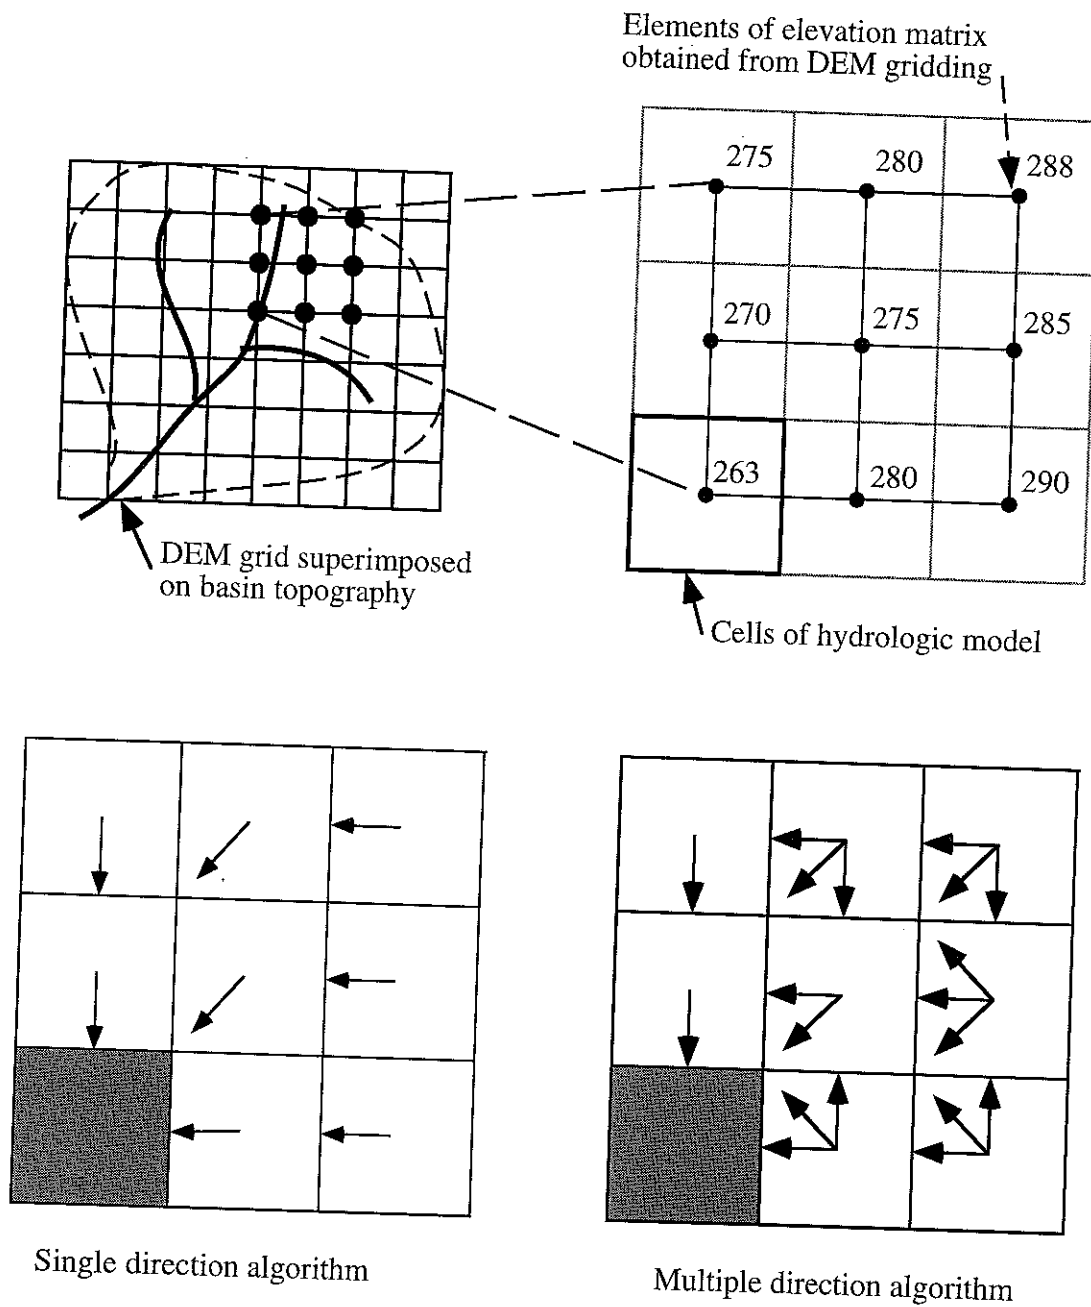 Elements of elevation matrix
obtained from DEM gridding
275 280 288
270 275 285
263 280 290
DEM grid superimposed
on basin topography
Cells of hydrologic model
Single direction algorithm
Multiple direction algorithm